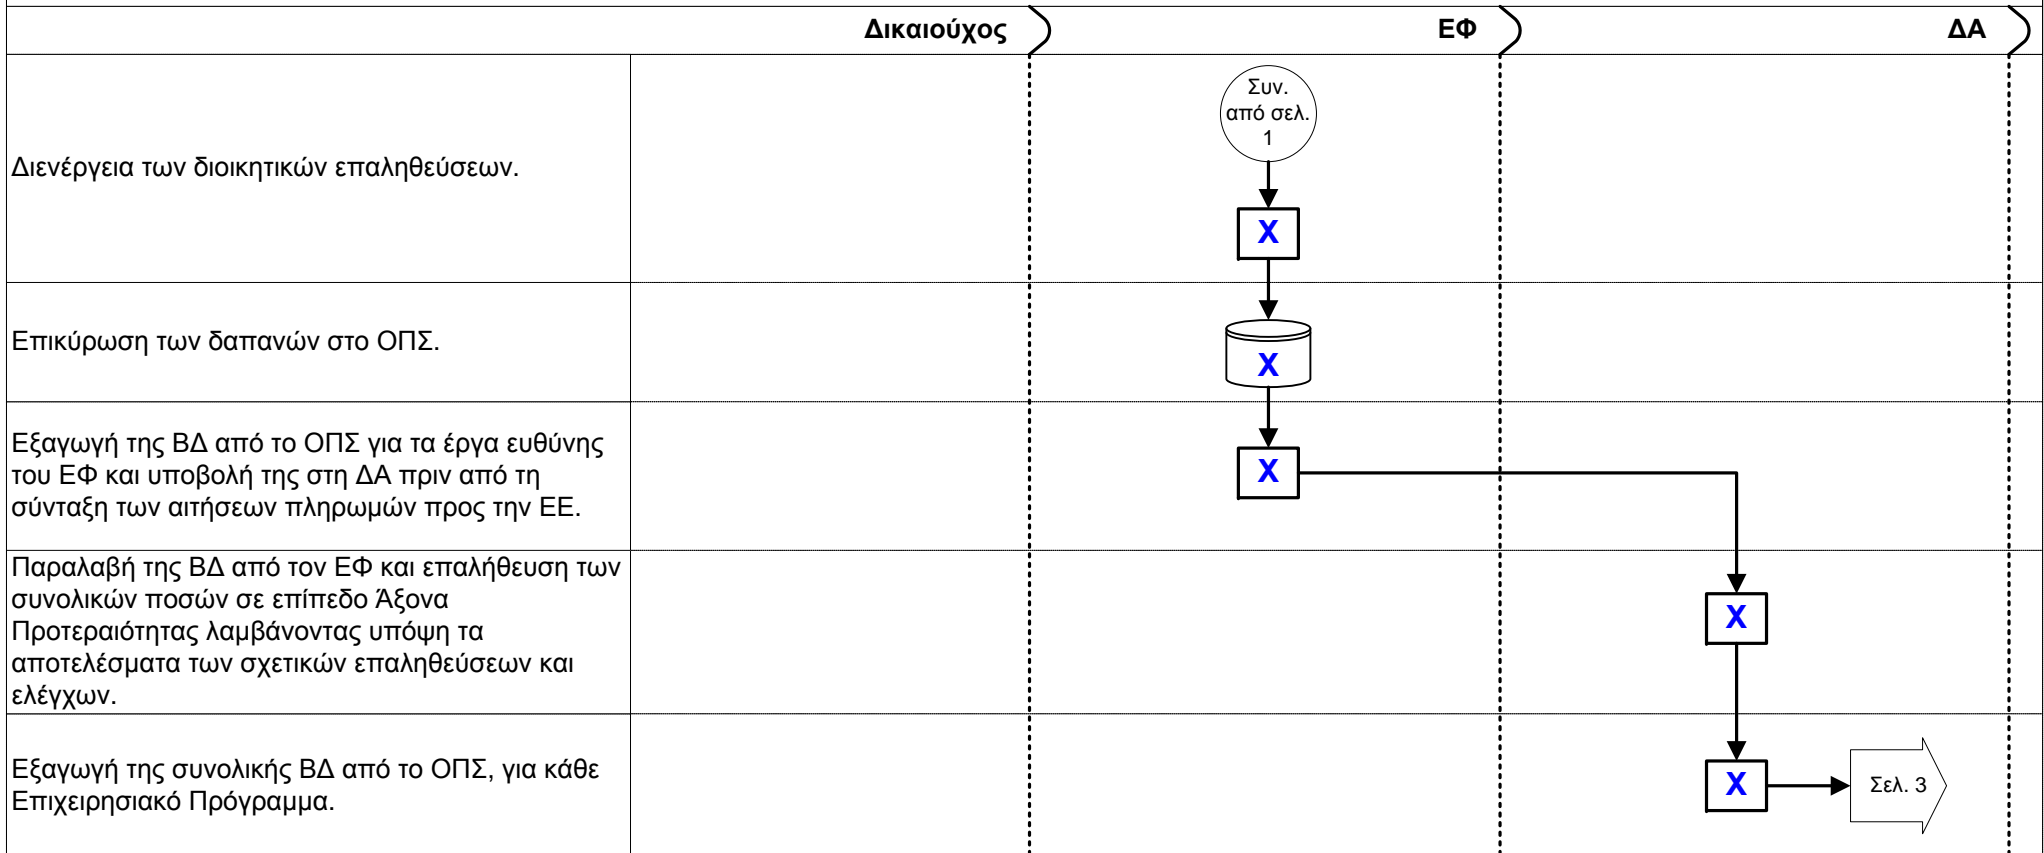 Δικαιούχος
ΕΦ
ΔΑ
Συν.
από σελ.
1
Διενέργεια των διοικητικών επαληθεύσεων.
X
Επικύρωση των δαπανών στο ΟΠΣ.
X
Εξαγωγή της ΒΔ από το ΟΠΣ για τα έργα ευθύνης
του ΕΦ και υποβολή της στη ΔΑ πριν από τη
σύνταξη των αιτήσεων πληρωμών προς την ΕΕ.
X
Παραλαβή της ΒΔ από τον ΕΦ και επαλήθευση των
συνολικών ποσών σε επίπεδο Άξονα
Προτεραιότητας λαμβάνοντας υπόψη τα
αποτελέσματα των σχετικών επαληθεύσεων και
ελέγχων.
X
Εξαγωγή της συνολικής ΒΔ από το ΟΠΣ, για κάθε
Επιχειρησιακό Πρόγραμμα.
X
Σελ. 3